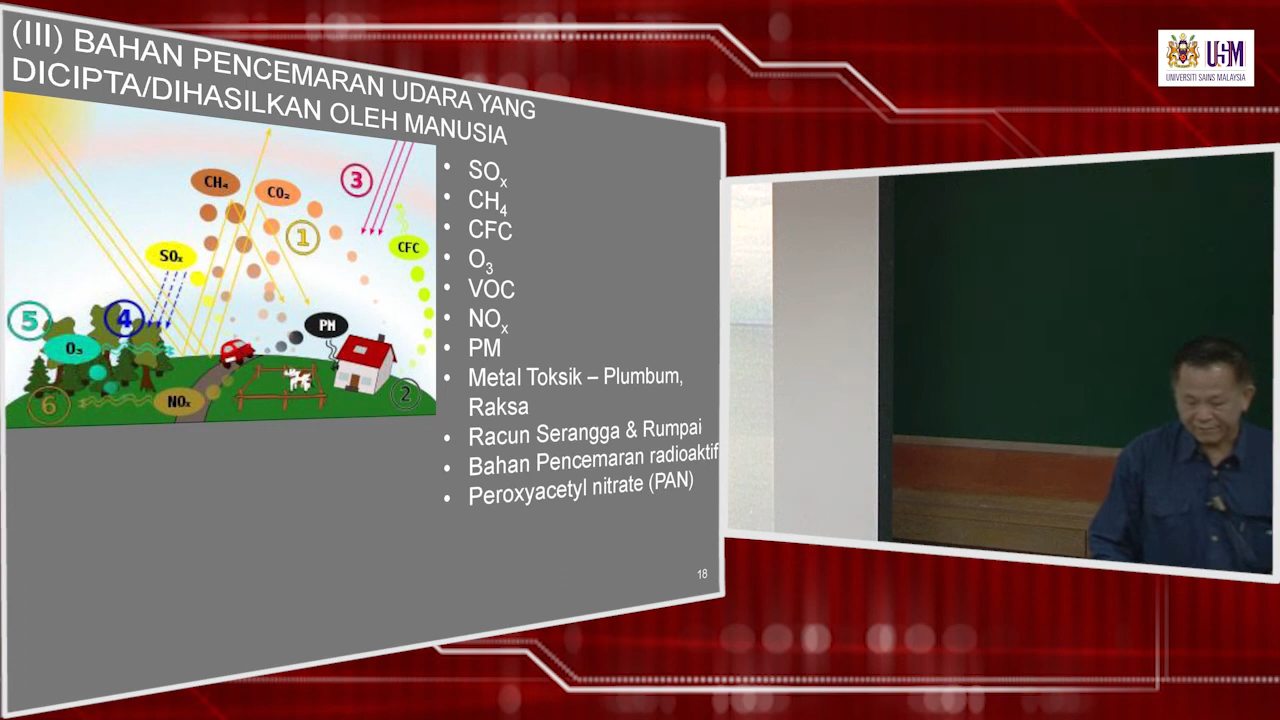 (III) BAHAN PENCEMARAN UDARA YANG
DICIPTA/DIHASILKAN OLEH MANUSIA
CH₄
CO₂
3
1
SOₓ
CFC
5
4
PM
O₃
6
NOₓ
2
• SOₓ
• CH₄
• CFC
• O₃
• VOC
• NOₓ
• PM
• Metal Toksik – Plumbum,
Raksa
• Racun Serangga & Rumpai
• Bahan Pencemaran radioaktif
• Peroxyacetyl nitrate (PAN)
18
USM
UNIVERSITI SAINS MALAYSIA